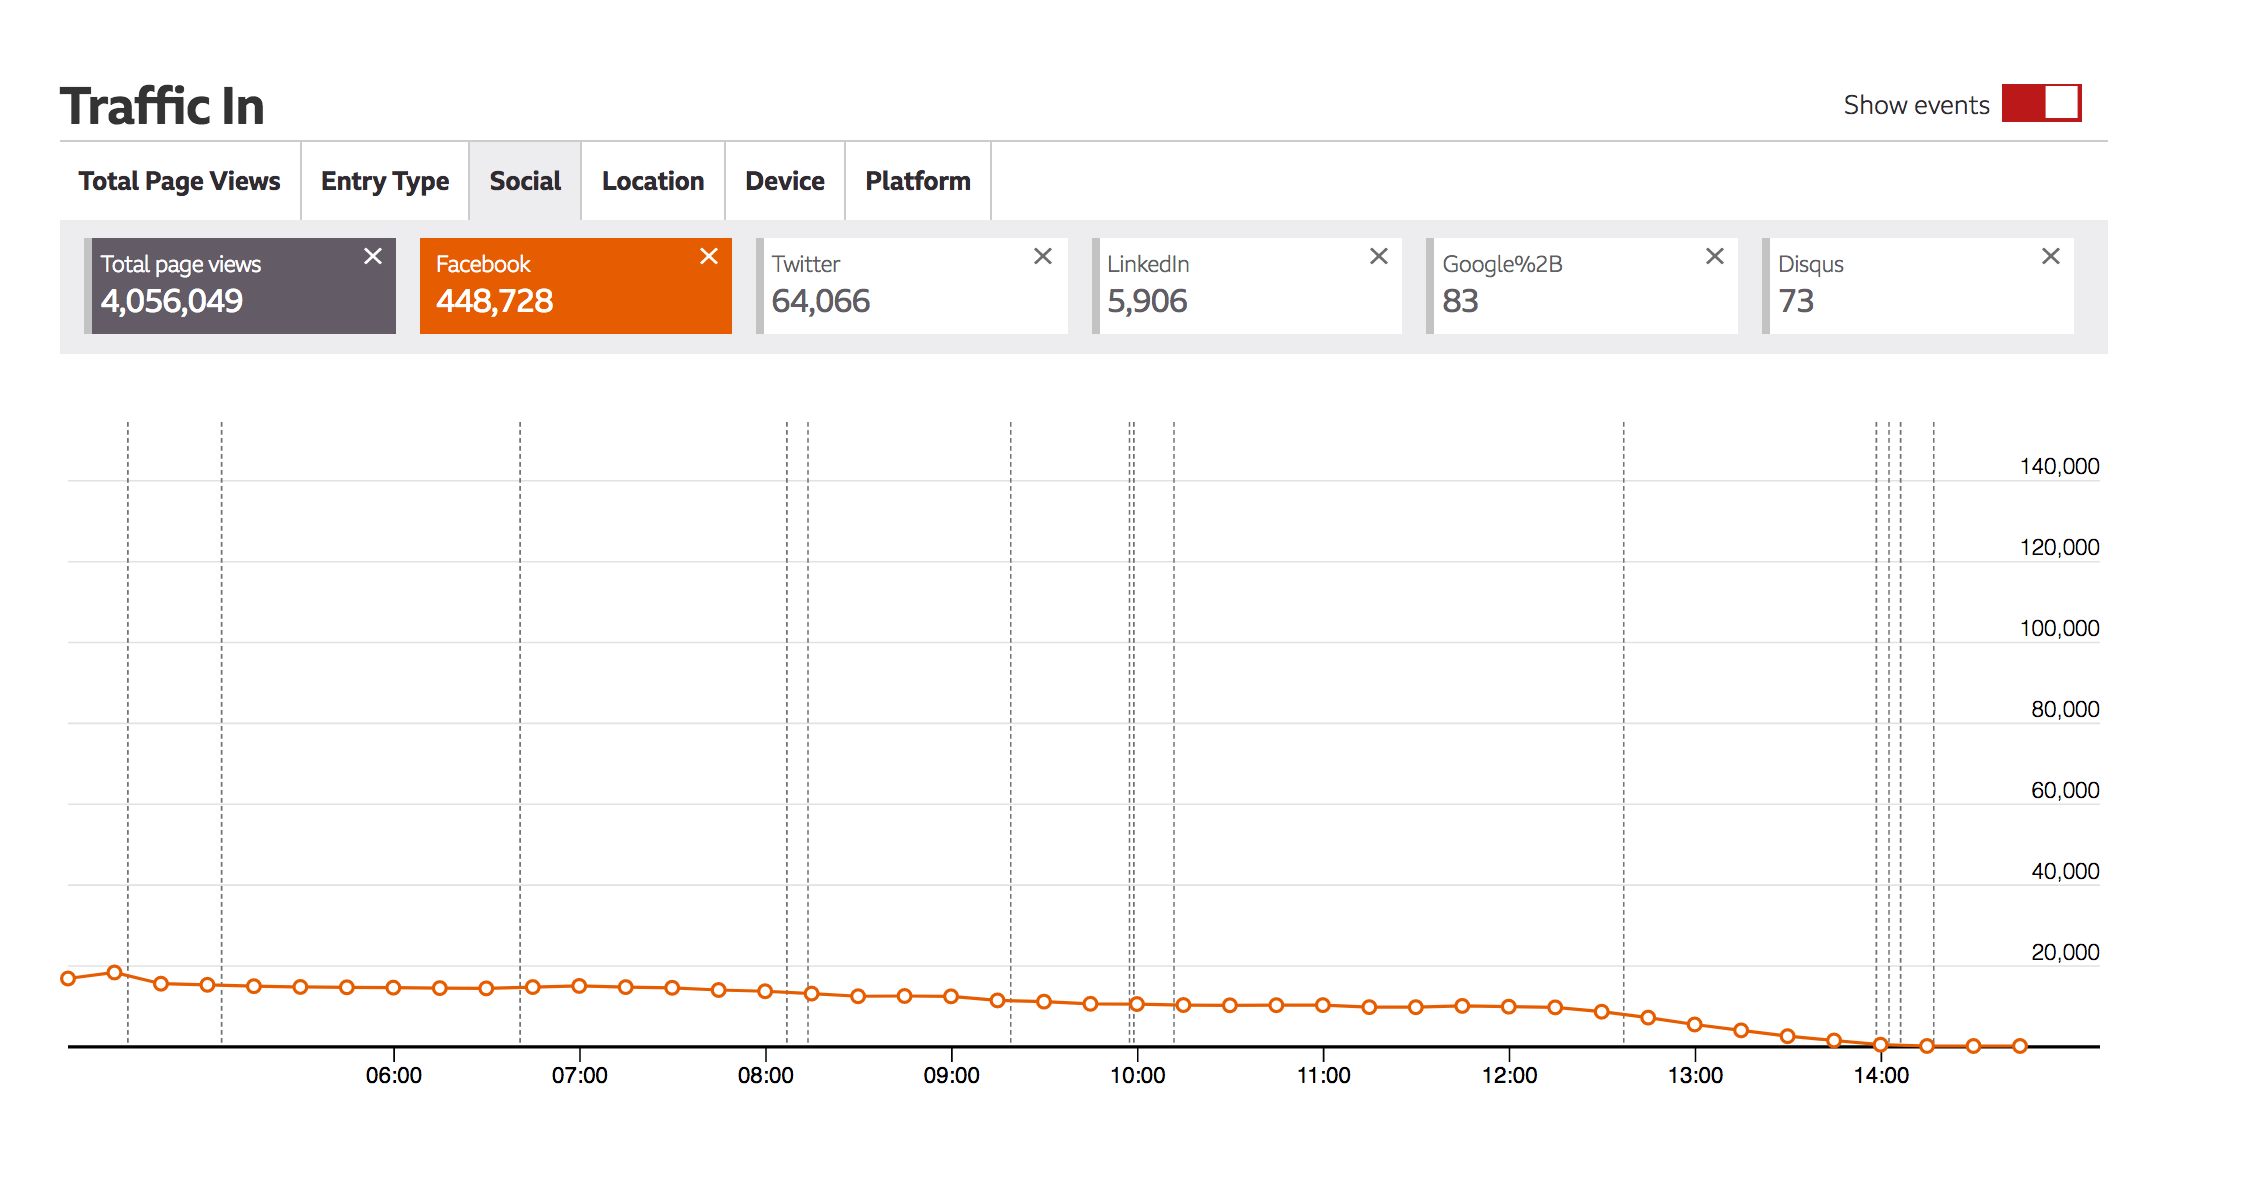 Traffic In
Show events
Total Page Views Entry Type Social Location Device Platform
Total page views Facebook Twitter LinkedIn Google%2B Disqus
4,056,049 448,728 64,066 5,906 83 73
140,000
120,000
100,000
80,000
60,000
40,000
20,000
06:00 07:00 08:00 09:00 10:00 11:00 12:00 13:00 14:00